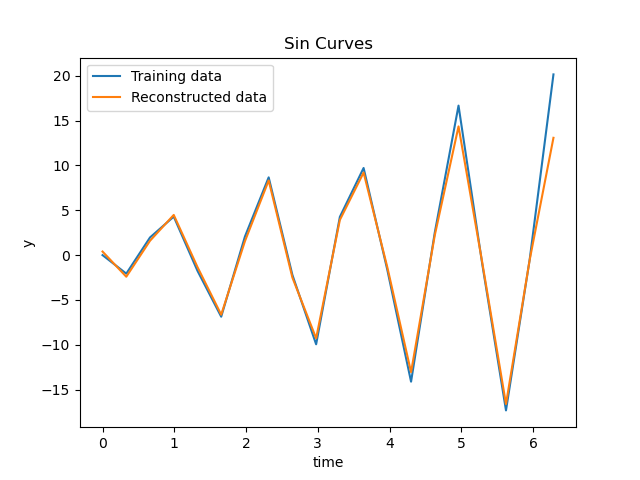 Sin Curves
Training data
Reconstructed data
20
15
10
5
0
−5
−10
−15
y
0 1 2 3 4 5 6
time